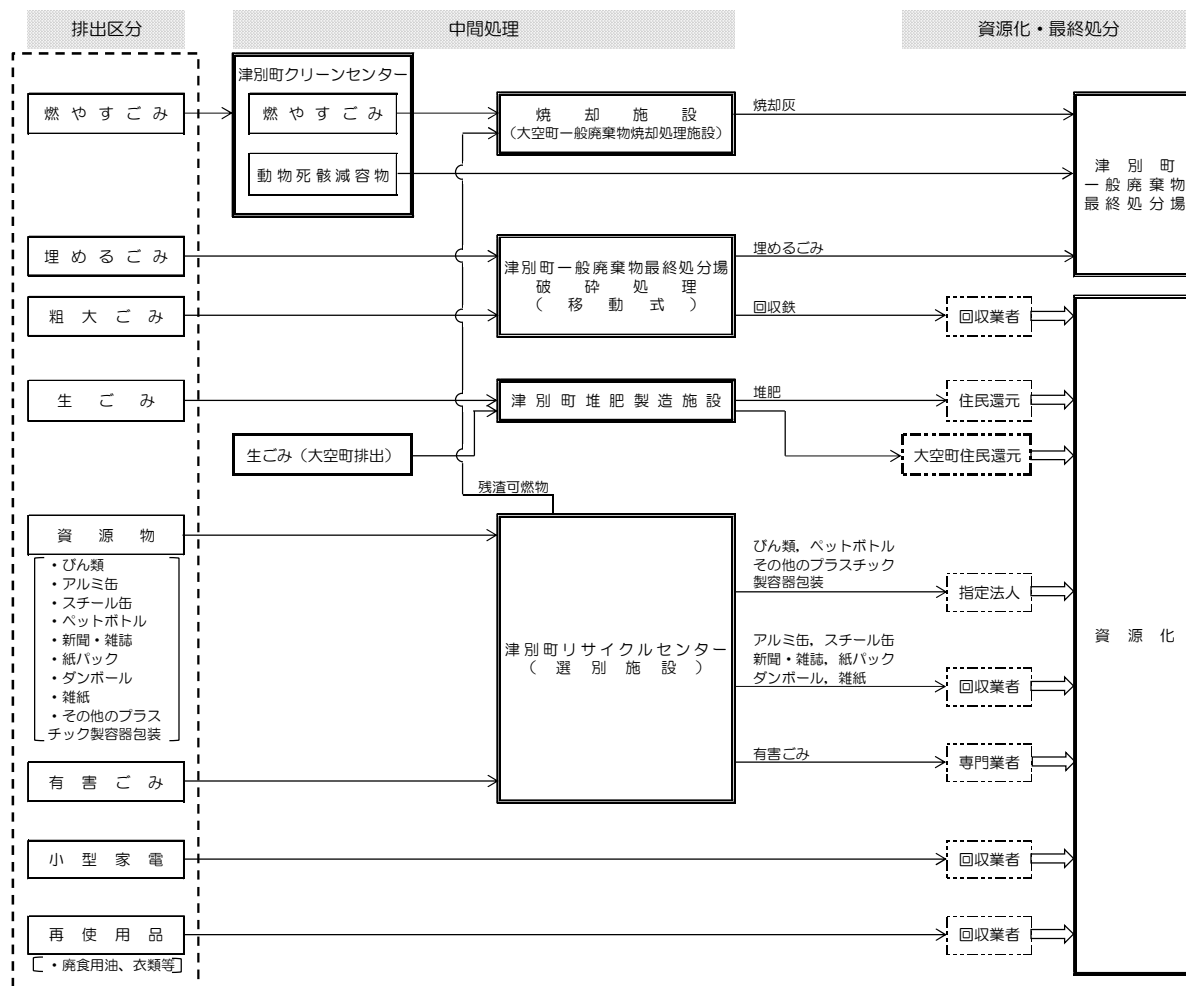 排出区分
中間処理
資源化・最終処分
津別町クリーンセンター
燃やすごみ
燃やすごみ
焼却施設
(大空町一般廃棄物焼却処理施設)
焼却灰
動物死骸減容物
津別町
一般廃棄物
最終処分場
埋めるごみ
津別町一般廃棄物最終処分場
破砕処理
(移動式)
埋めるごみ
粗大ごみ
回収鉄
回収業者
生ごみ
津別町堆肥製造施設
堆肥
住民還元
生ごみ(大空町排出)
大空町住民還元
残渣可燃物
資源物
・びん類
・アルミ缶
・スチール缶
・ペットボトル
・新聞・雑誌
・紙パック
・ダンボール
・雑紙
・その他のプラス
チック製容器包装
津別町リサイクルセンター
(選別施設)
びん類，ペットボトル
その他のプラスチック
製容器包装
指定法人
アルミ缶，スチール缶
新聞・雑誌，紙パック
ダンボール，雑紙
回収業者
資源化
有害ごみ
有害ごみ
専門業者
小型家電
回収業者
再使用品
・廃食用油、衣類等
回収業者